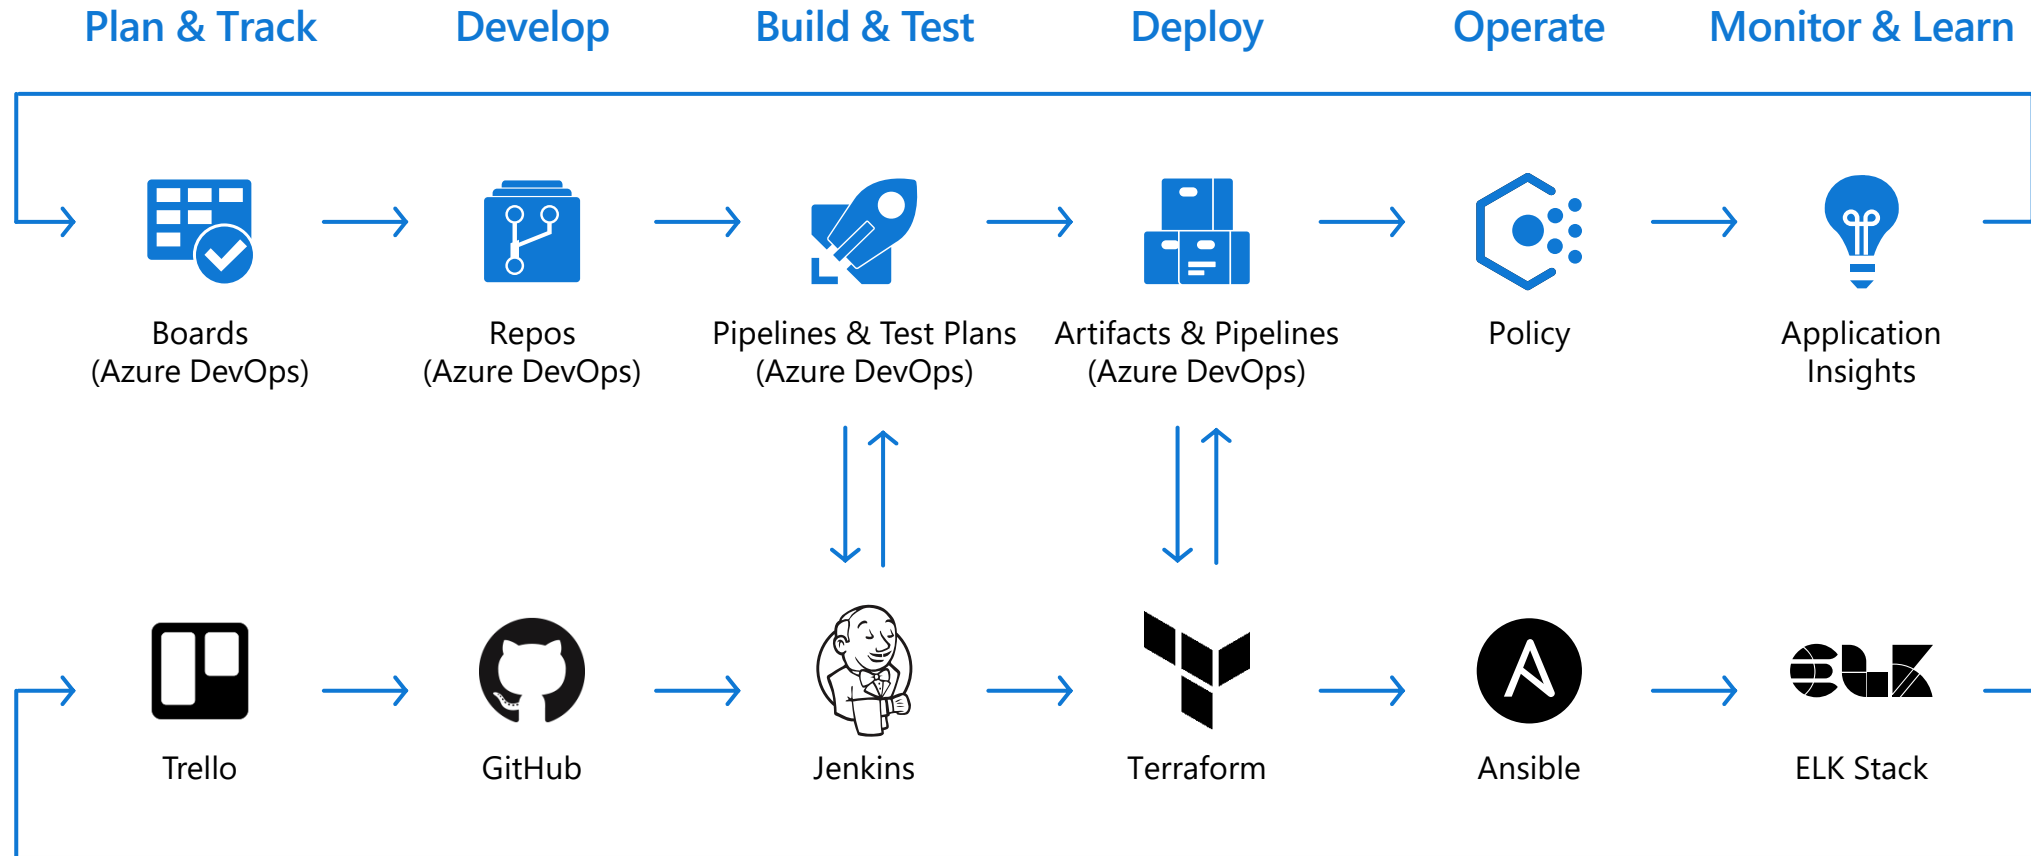 Plan & Track
Develop
Build & Test
Deploy
Operate
Monitor & Learn
Boards
(Azure DevOps)
Repos
(Azure DevOps)
Pipelines & Test Plans
(Azure DevOps)
Artifacts & Pipelines
(Azure DevOps)
Policy
Application
Insights
ELK
Trello
GitHub
Jenkins
Terraform
Ansible
ELK Stack